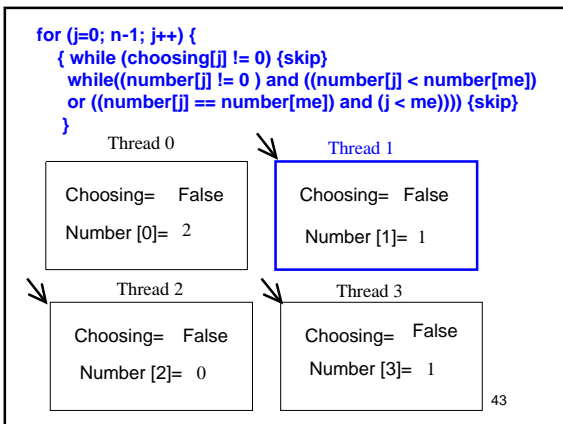 for (j=0; n-1; j++) {
{ while (choosing[j] != 0) {skip}
while((number[j] != 0 ) and ((number[j] < number[me])
or ((number[j] == number[me]) and (j < me)))) {skip}
}
Thread 0
Choosing= False
Number [0]= 2
Thread 1
Choosing= False
Number [1]= 1
Thread 2
Choosing= False
Number [2]= 0
Thread 3
Choosing= False
Number [3]= 1
43